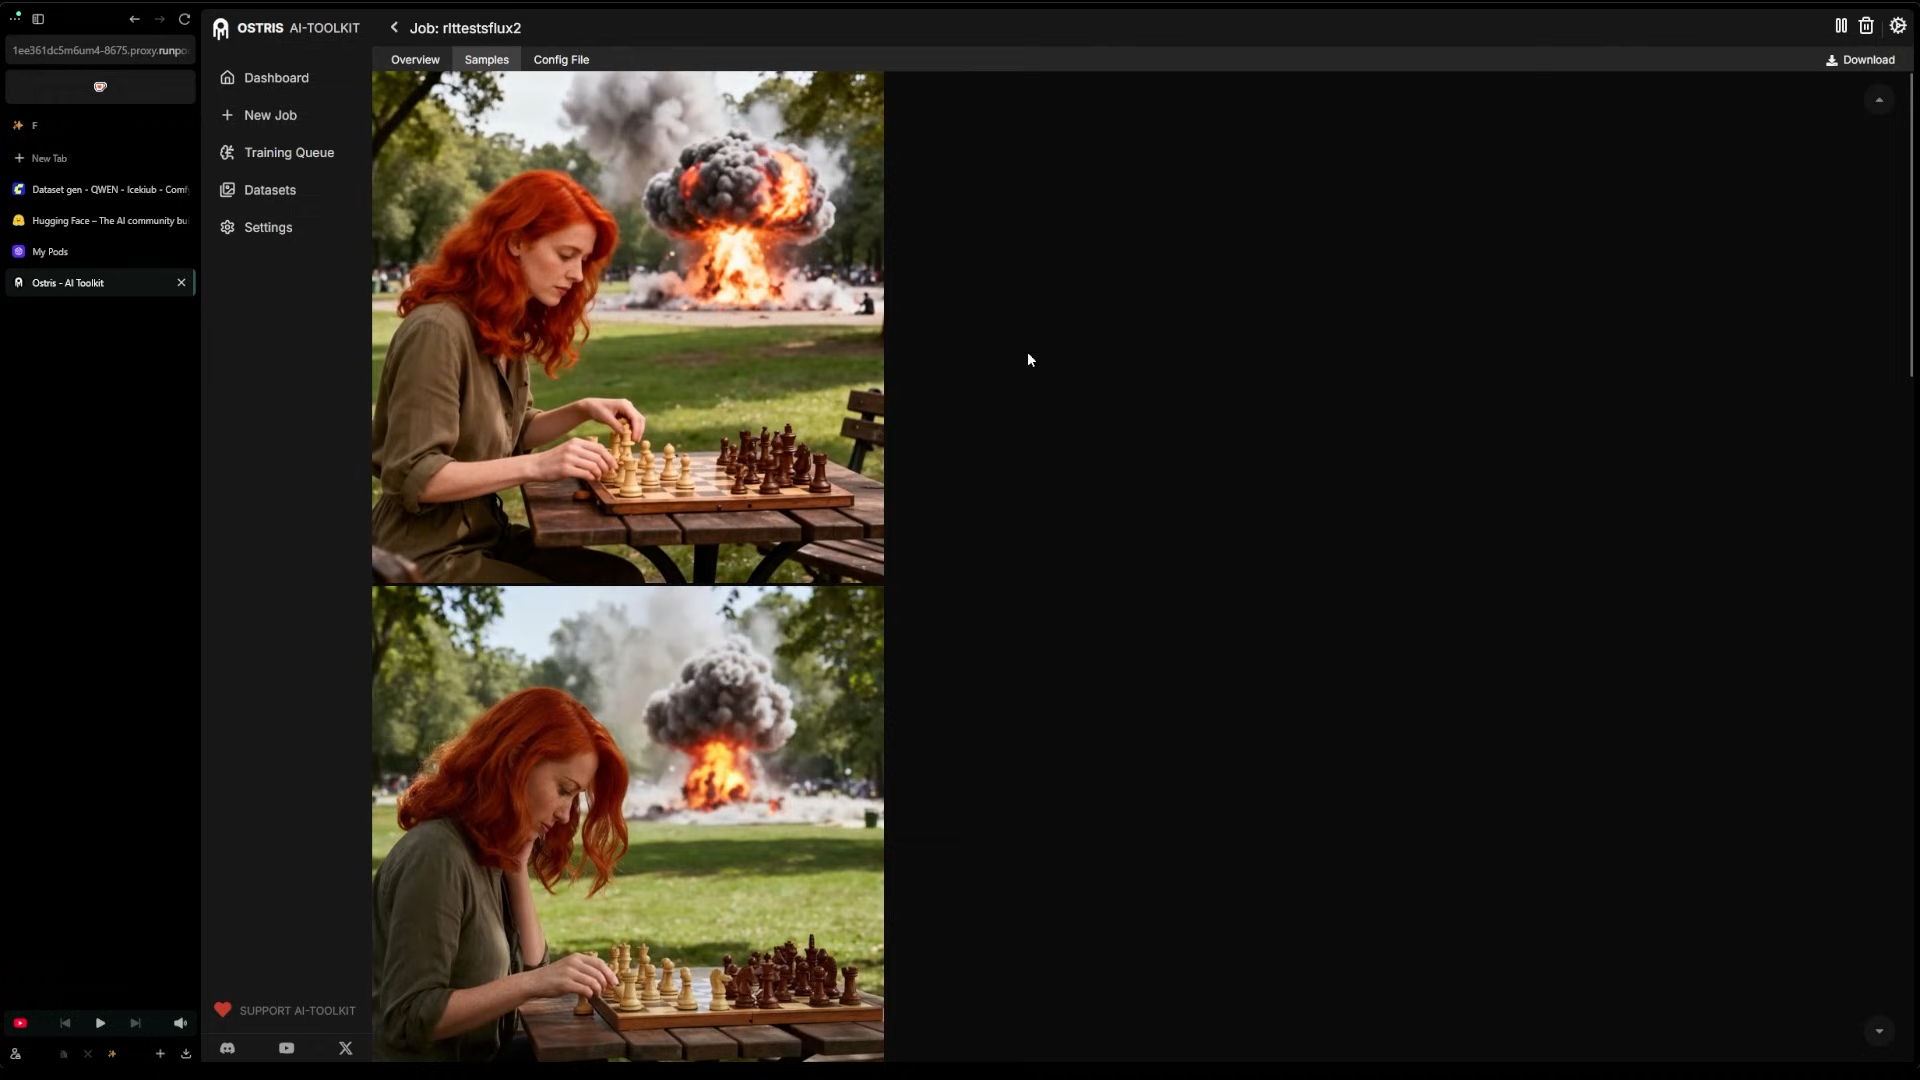 1ee361dc5m6um4-8675.proxy.runpo
F
New Tab
Dataset gen - QWEN - Icekiub - Comf
Hugging Face – The AI community bu
My Pods
Ostris - AI Toolkit
OSTRIS AI-TOOLKIT
Dashboard
New Job
Training Queue
Datasets
Settings
SUPPORT AI-TOOLKIT
Job: rlttestsflux2
Overview Samples Config File
Download